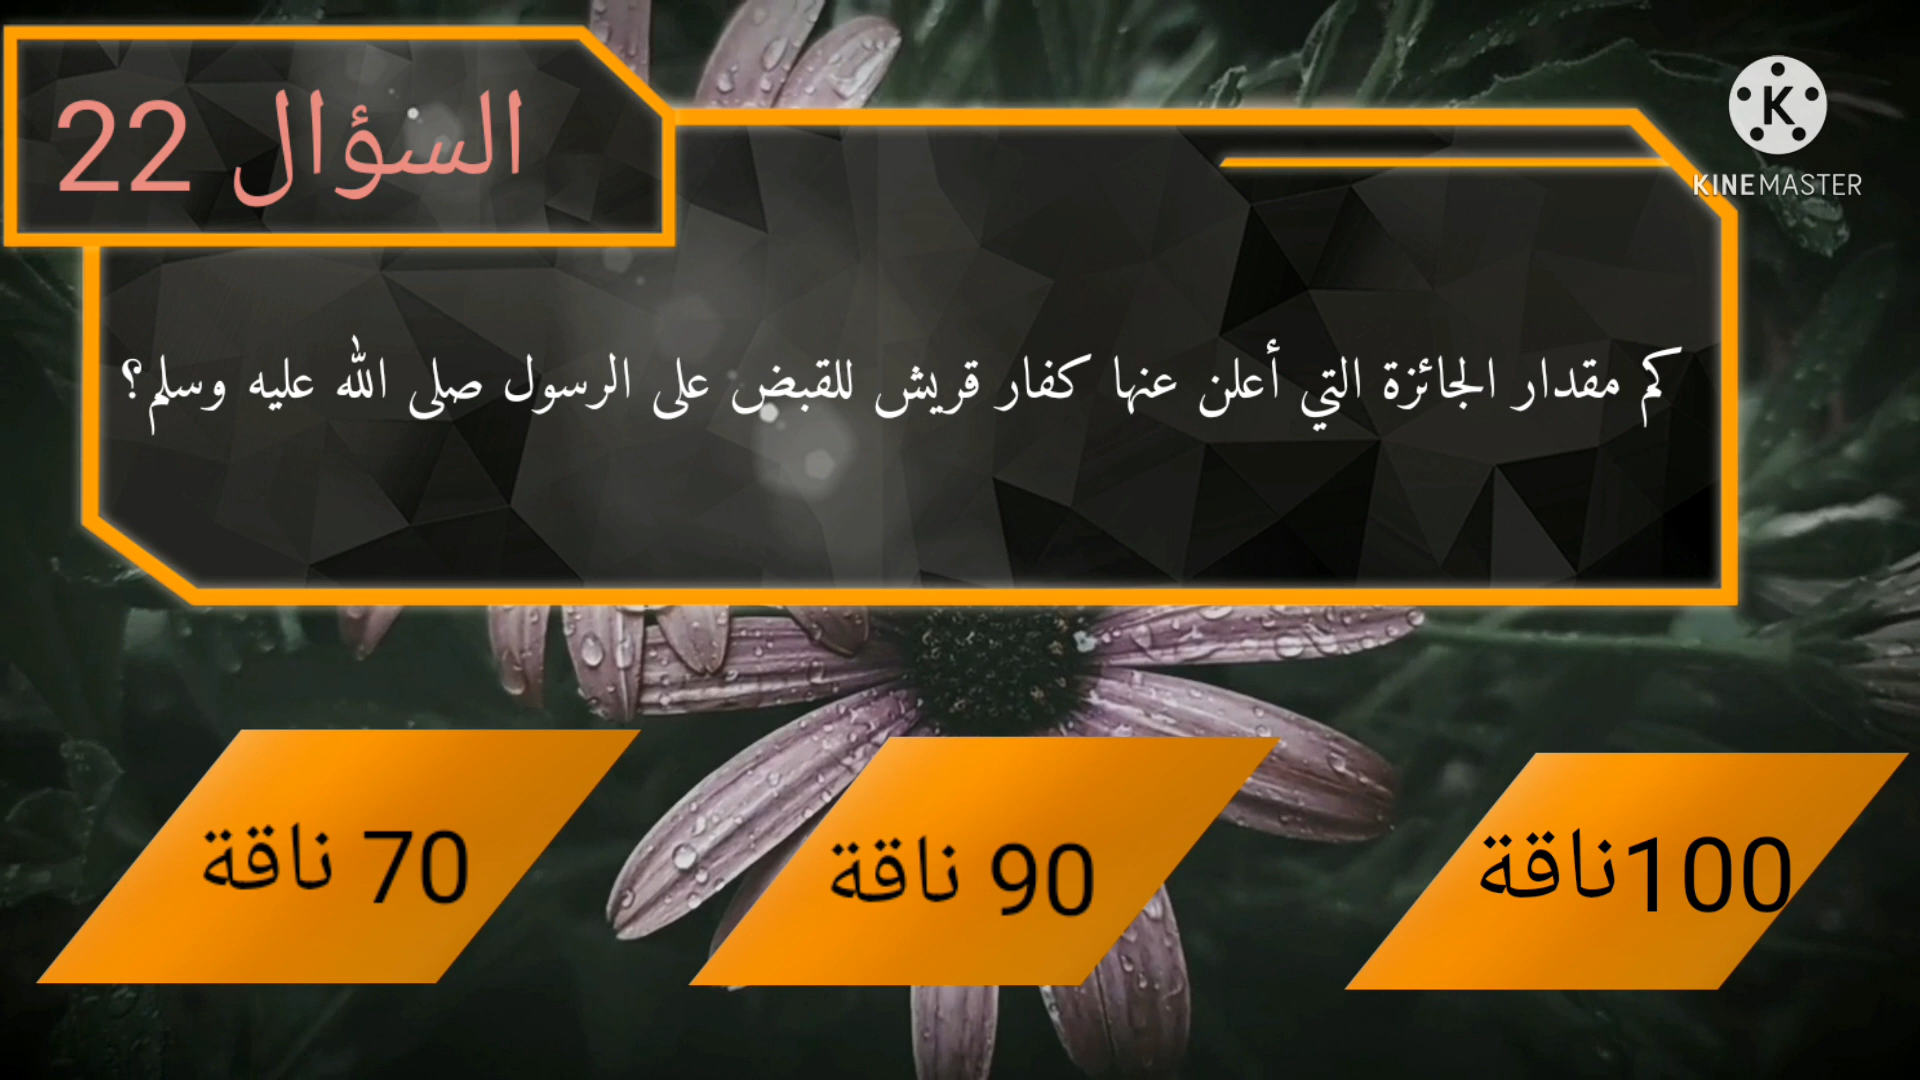 السؤال 22
KINEMASTER
كم مقدار الجائزة التي أعلن عنها كفار قريش للقبض على الرسول صلى الله عليه وسلم؟
100ناقة
90 ناقة
70 ناقة